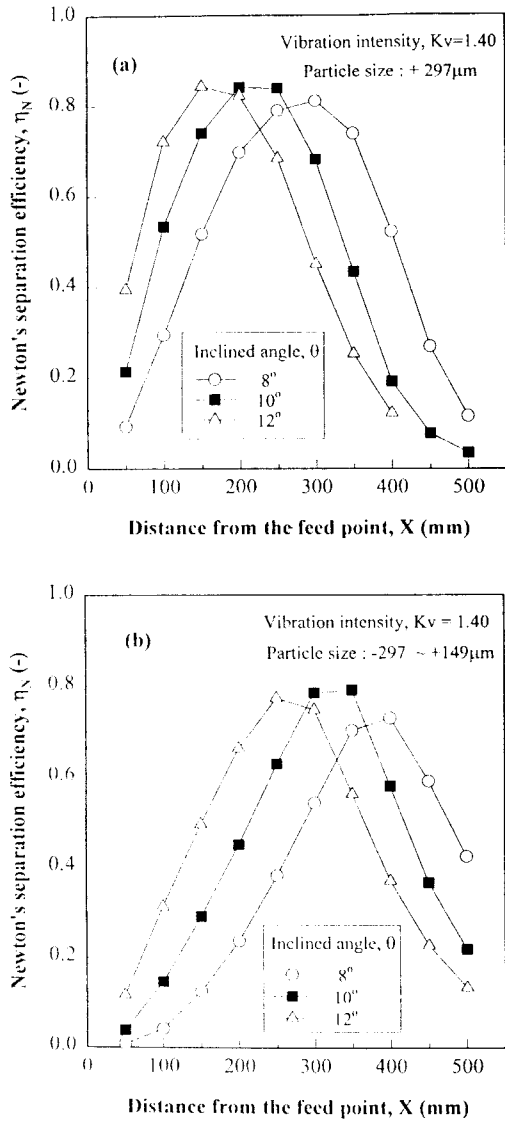 1.0
Vibration intensity, Kv=1.40
(a)
Particle size : + 297μm
0.8
0.6
0.4
0.2
0.0
Newton's separation efficiency, ηN (-)
Inclined angle, θ
8°
10°
12°
0 100 200 300 400 500
Distance from the feed point, X (mm)
1.0
Vibration intensity, Kv = 1.40
(b)
Particle size : -297 ~ +149μm
0.8
0.6
0.4
0.2
0.0
Newton's separation efficiency, ηN (-)
Inclined angle, θ
8°
10°
12°
0 100 200 300 400 500
Distance from the feed point, X (mm)